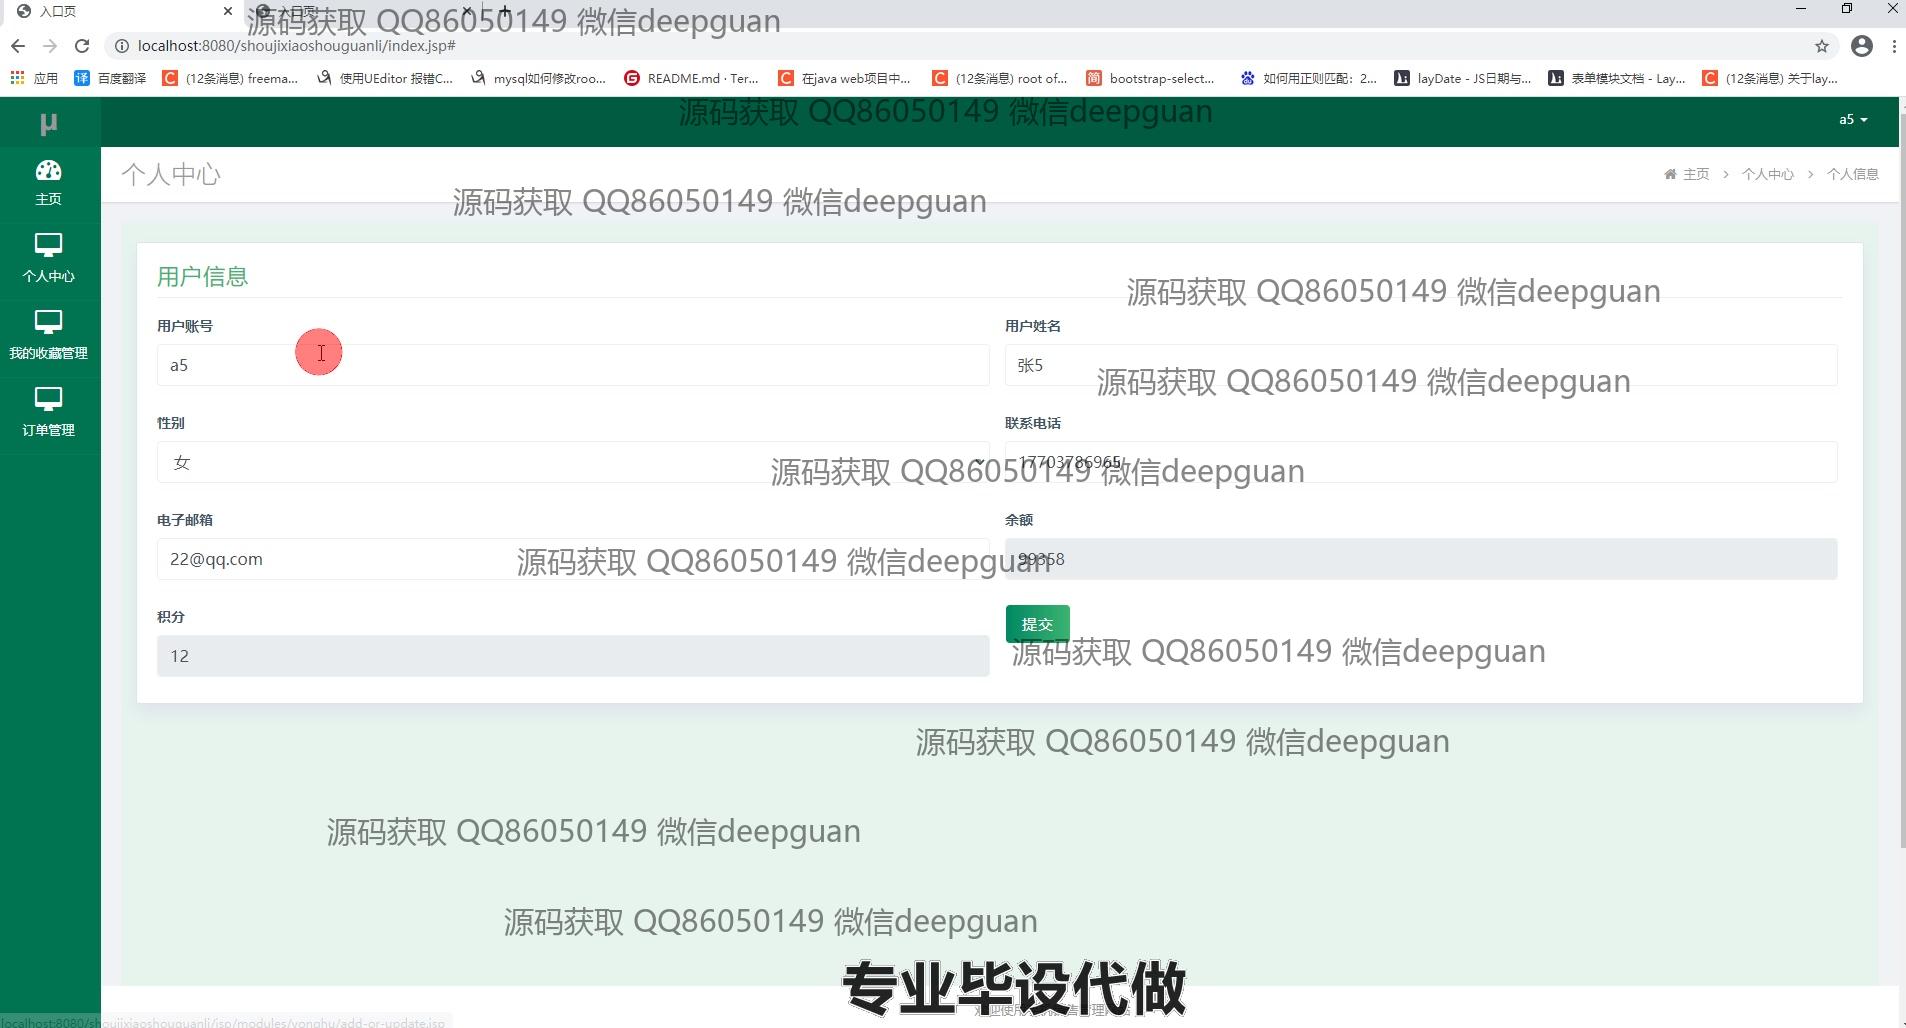 入口页
入口页
源码获取 QQ86050149 微信deepguan
localhost:8080/shoujixiaoshouguanli/index.jsp#
应用
百度翻译
(12条消息) freema...
使用UEditor 报错C...
mysql如何修改roo...
README.md · Ter...
在java web项目中...
(12条消息) root of...
bootstrap-select...
如何用正则匹配：2...
layDate - JS日期与...
表单模块文档 - Lay...
(12条消息) 关于lay...
源码获取 QQ86050149 微信deepguan
μ
a5
主页
个人中心
我的收藏管理
订单管理
个人中心
主页 > 个人中心 > 个人信息
源码获取 QQ86050149 微信deepguan
用户信息
源码获取 QQ86050149 微信deepguan
用户账号
用户姓名
a5
张5
源码获取 QQ86050149 微信deepguan
性别
联系电话
女
17703786965
源码获取 QQ86050149 微信deepguan
电子邮箱
余额
22@qq.com
99358
源码获取 QQ86050149 微信deepguan
积分
提交
12
源码获取 QQ86050149 微信deepguan
源码获取 QQ86050149 微信deepguan
源码获取 QQ86050149 微信deepguan
源码获取 QQ86050149 微信deepguan
专业毕设代做
localhost:8080/shoujixiaoshouguanli/jsp/modules/yonghu/add-or-update.jsp